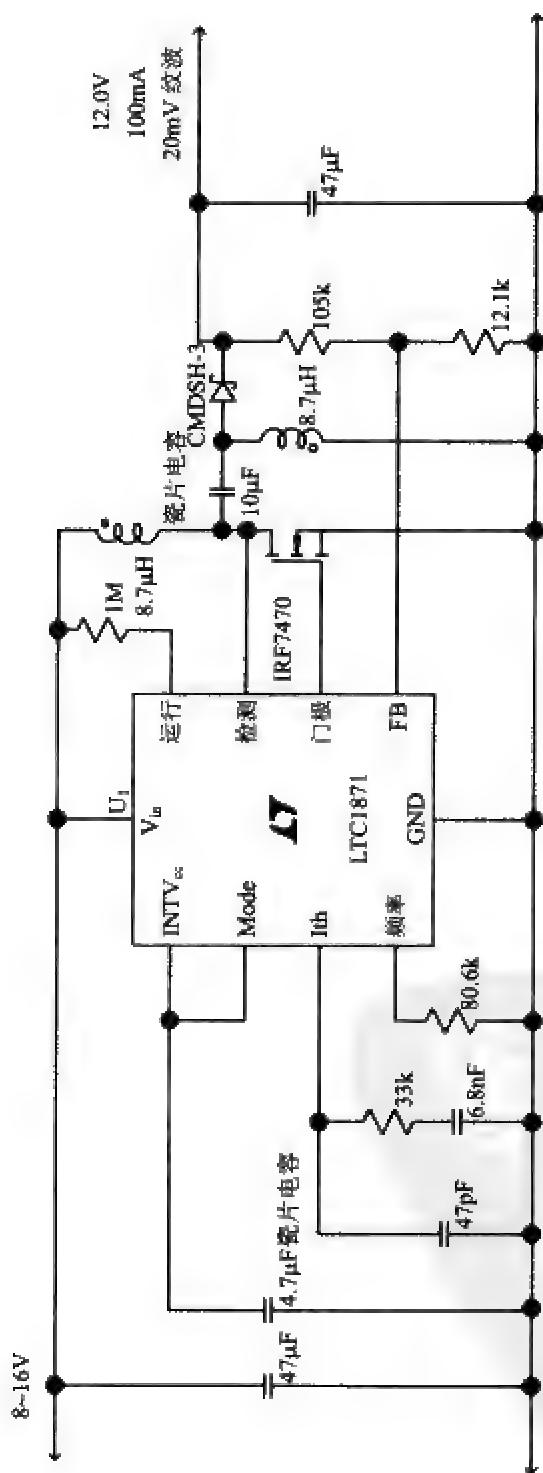 8~16V
47μF
4.7μF瓷片电容
47pF
33k
6.8nF
80.6k
INTVcc
Mode
Ith
频率
U1
Vin
LTC1871
GND
运行
检测
门极
FB
1M
8.7μH
瓷片电容
10μF
IRF7470
CMDSH-3
8.7μH
105k
12.1k
47μF
12.0V
100mA
20mV 纹波